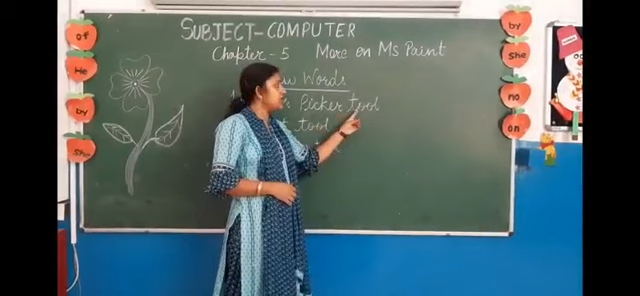 SUBJECT-COMPUTER
Chapter-5 More on Ms Paint
Words
Picker tool
tool
of
He
by
She
by
She
no
on